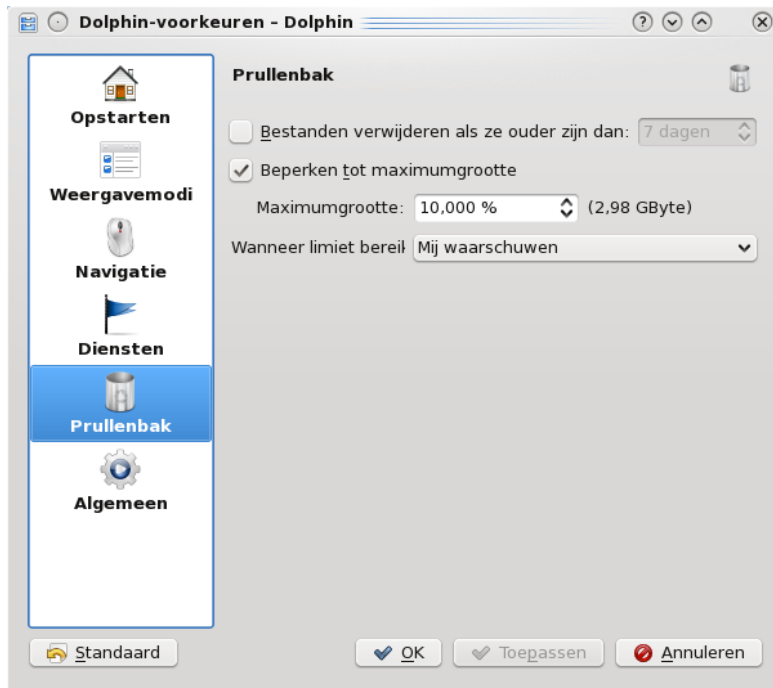 Dolphin-voorkeuren – Dolphin
Opstarten
Weergavemodi
Navigatie
Diensten
Prullenbak
Algemeen
Prullenbak
Bestanden verwijderen als ze ouder zijn dan: 7 dagen
Beperken tot maximumgrootte
Maximumgrootte: 10,000 % (2,98 GByte)
Wanneer limiet Mij waarschuwen
Standaard
OK
Toepassen
Annuleren